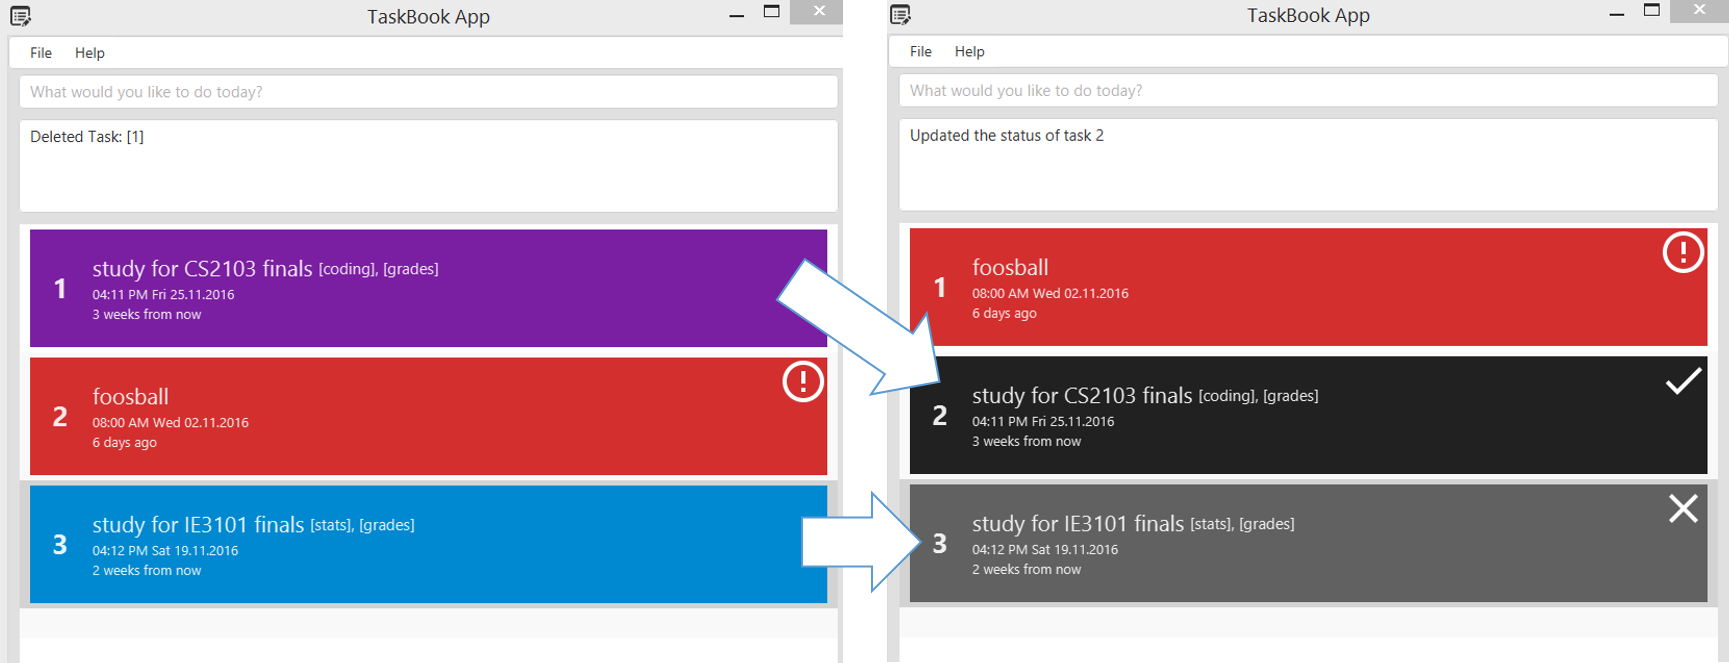 TaskBook App
File Help
What would you like to do today?
Deleted Task: [1]
1
study for CS2103 finals [coding], [grades]
04:11 PM Fri 25.11.2016
3 weeks from now
2
foosball
08:00 AM Wed 02.11.2016
6 days ago
3
study for IE3101 finals [stats], [grades]
04:12 PM Sat 19.11.2016
2 weeks from now
TaskBook App
File Help
What would you like to do today?
Updated the status of task 2
1
foosball
08:00 AM Wed 02.11.2016
6 days ago
2
study for CS2103 finals [coding], [grades]
04:11 PM Fri 25.11.2016
3 weeks from now
3
study for IE3101 finals [stats], [grades]
04:12 PM Sat 19.11.2016
2 weeks from now